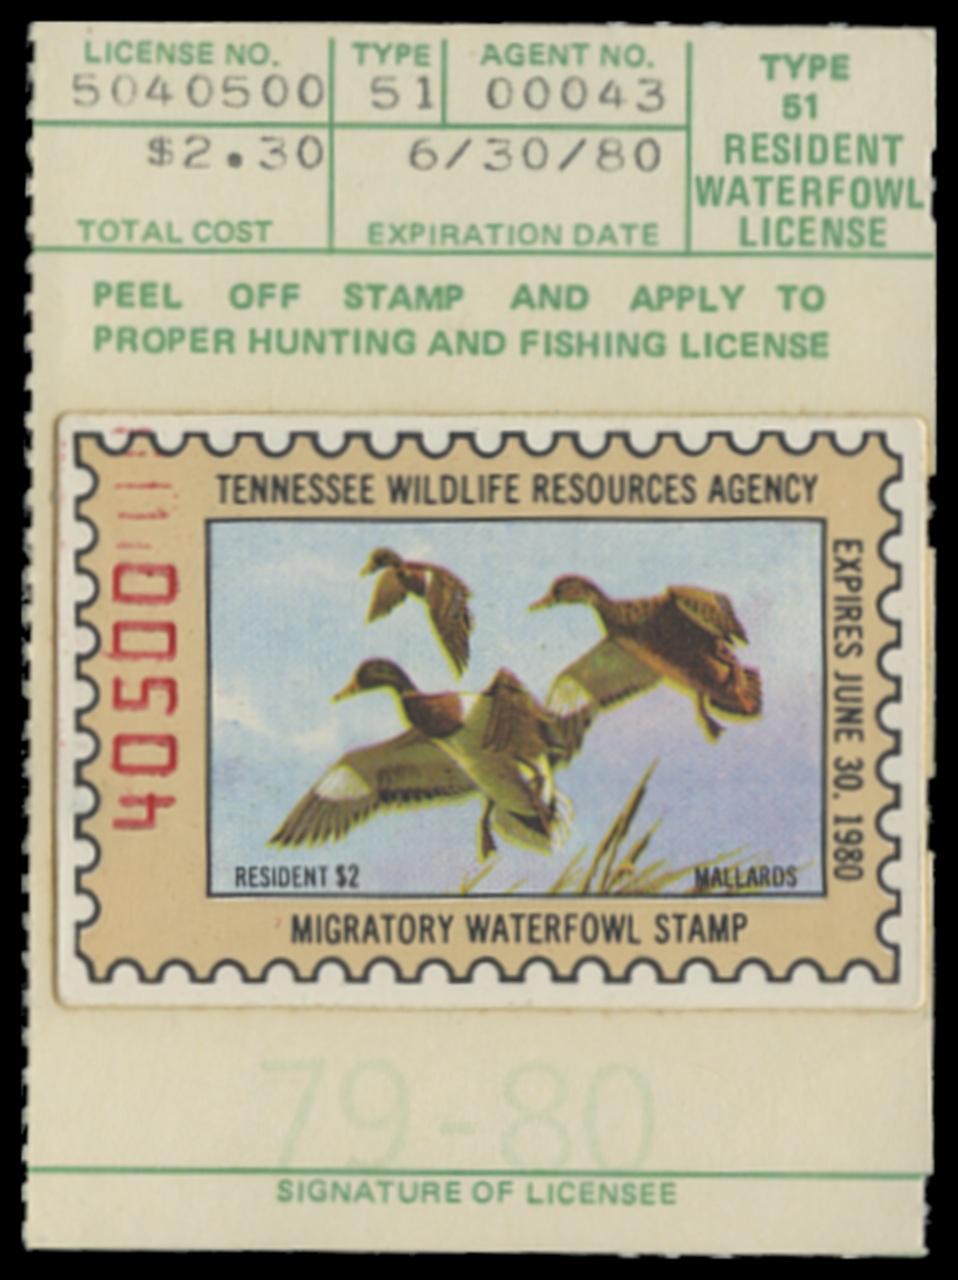 LICENSE NO. TYPE AGENT NO.
5040500 51 00043
$2.30 6/30/80
TOTAL COST EXPIRATION DATE
TYPE
51
RESIDENT
WATERFOWL
LICENSE
PEEL OFF STAMP AND APPLY TO
PROPER HUNTING AND FISHING LICENSE
TENNESSEE WILDLIFE RESOURCES AGENCY
40500
EXPIRES JUNE 30, 1980
RESIDENT $2 MALLARDS
MIGRATORY WATERFOWL STAMP
79-80
SIGNATURE OF LICENSEE